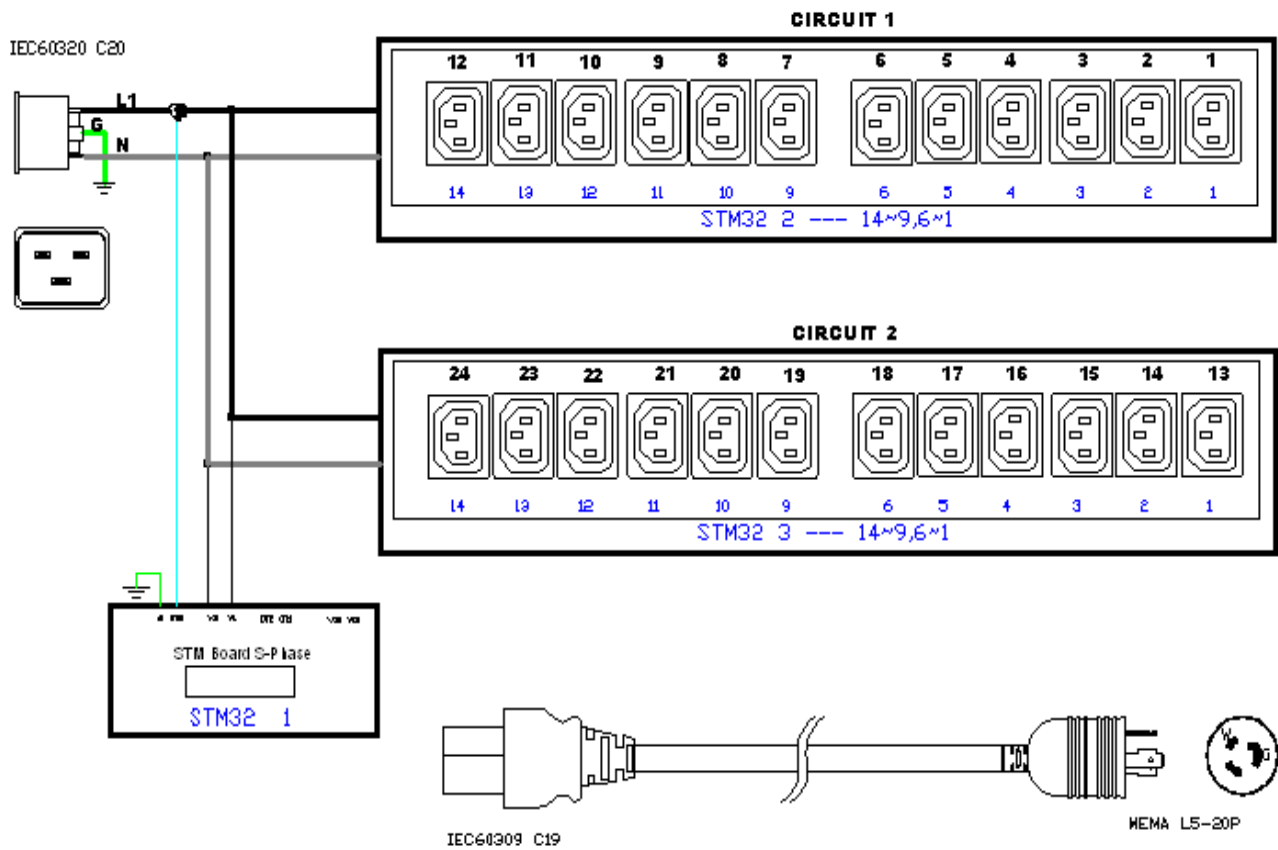 CIRCUIT 1
IEC60320 C20
12 11 10 9 8 7 6 5 4 3 2 1
L1
G
N
14 13 12 11 10 9 6 5 4 3 2 1
STM32 2 --- 14~9,6~1
CIRCUIT 2
24 23 22 21 20 19 18 17 16 15 14 13
14 13 12 11 10 9 6 5 4 3 2 1
STM32 3 --- 14~9,6~1
STM Board S-Phase
STM32 1
W
G
IEC60309 C19
NEMA L5-20P